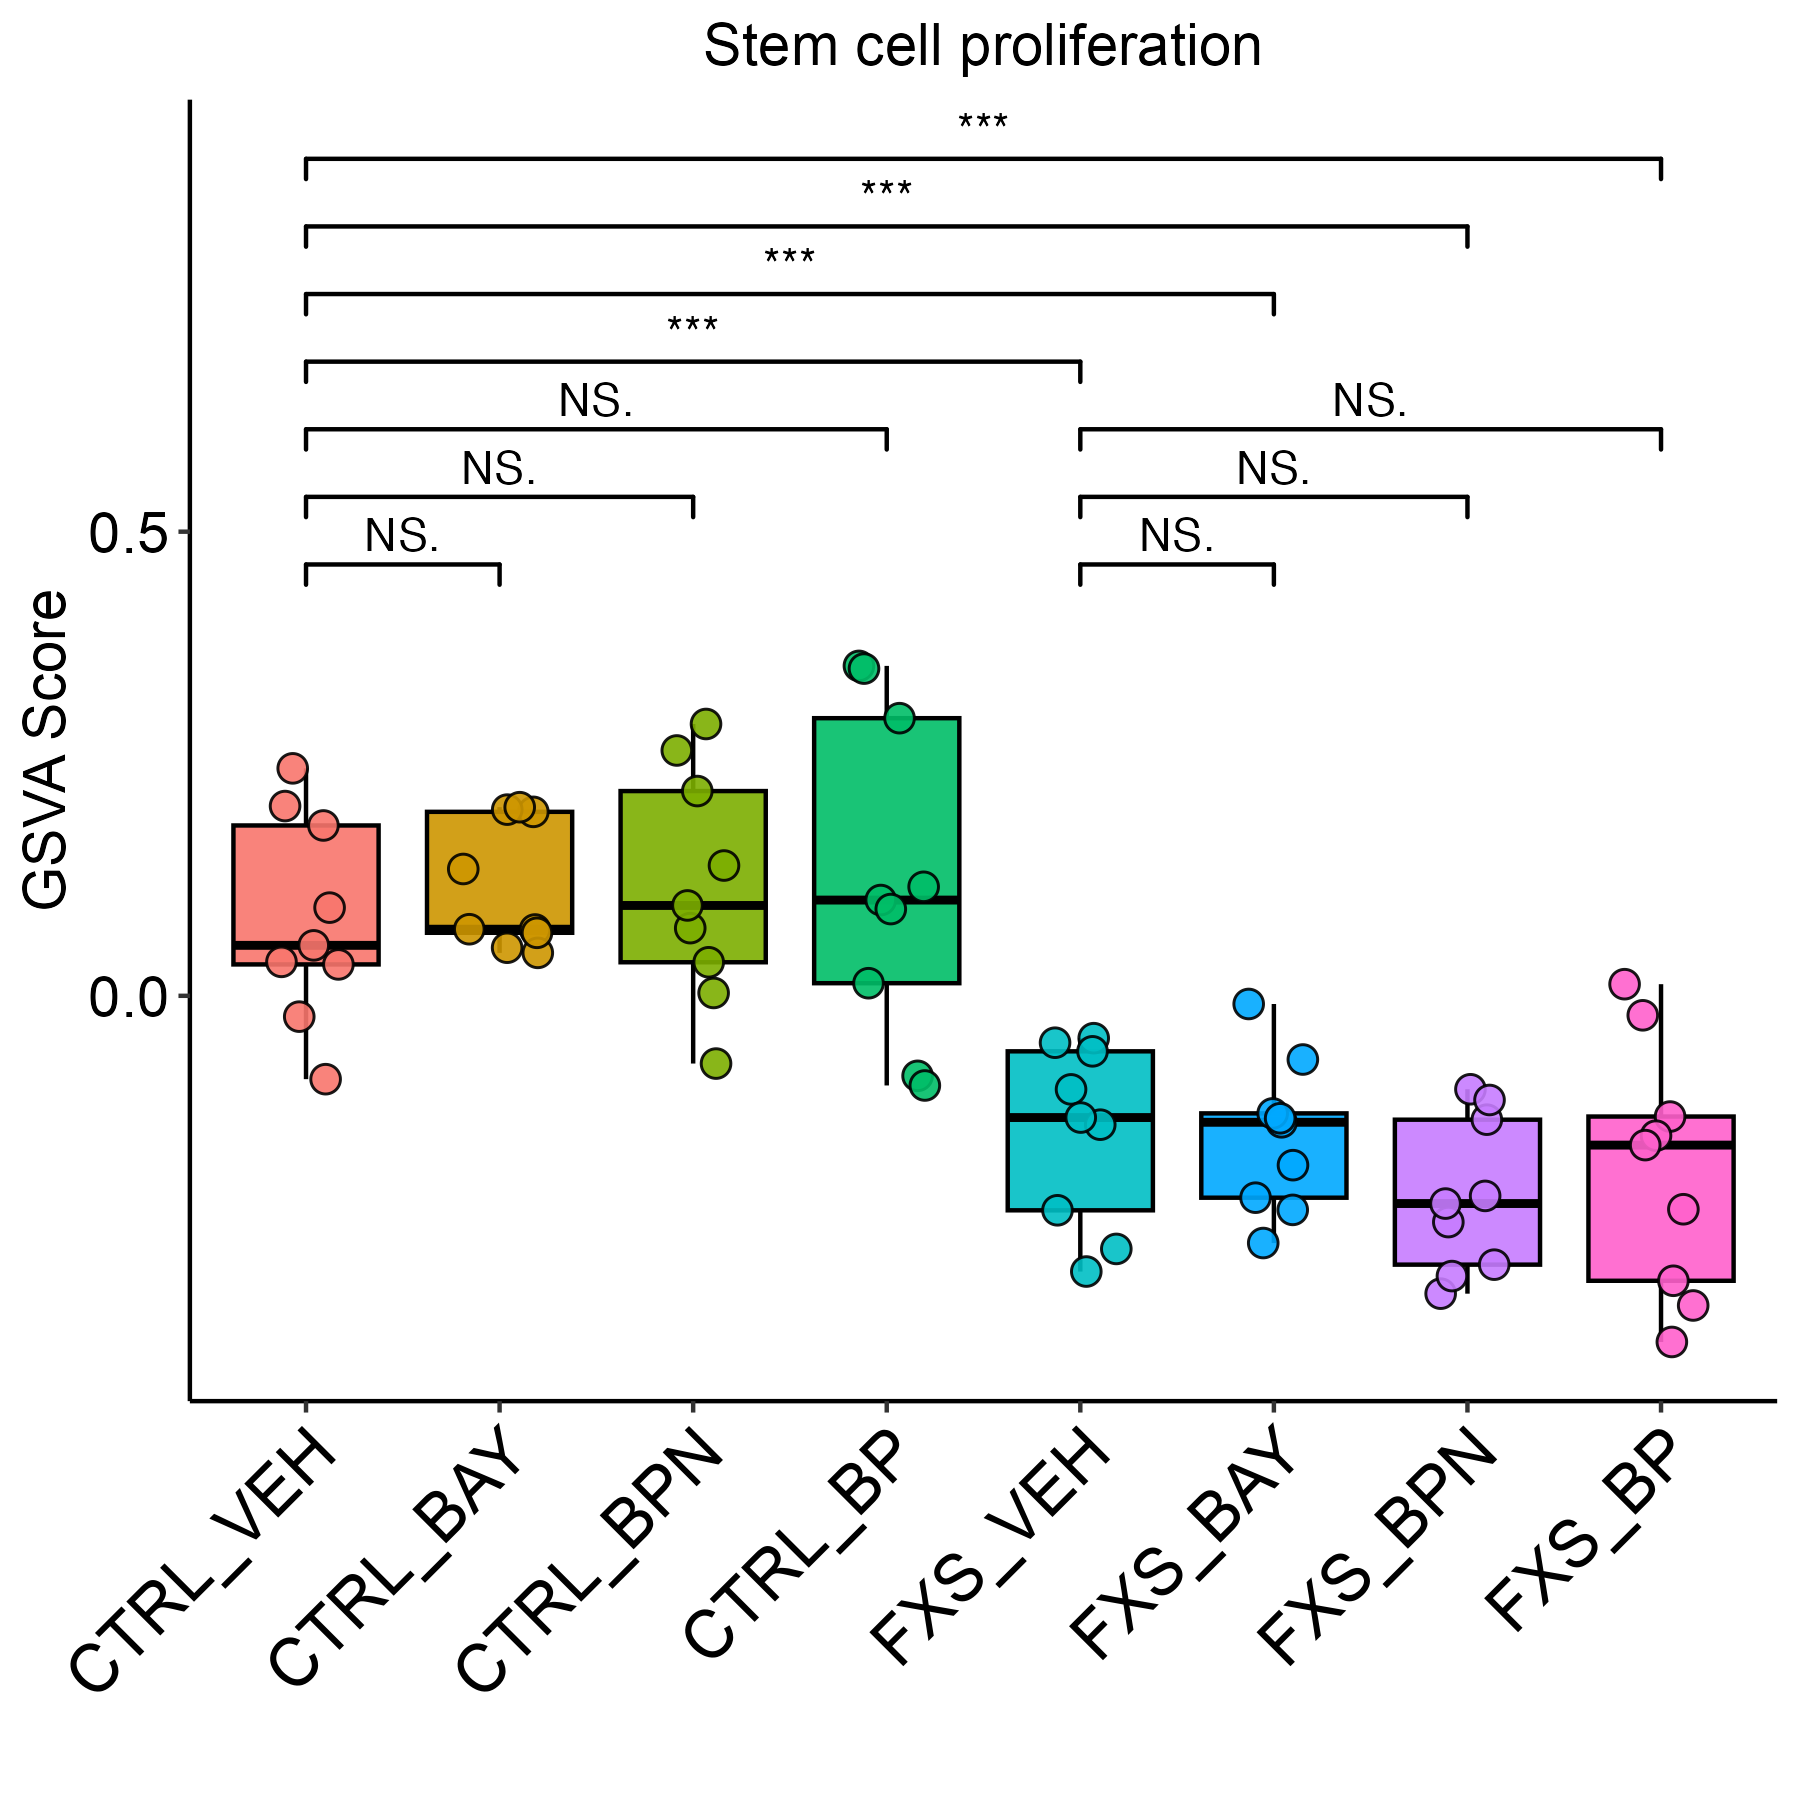 Stem cell proliferation
***
***
***
***
NS.
NS.
NS.
NS.
NS.
NS.
0.5
0.0
GSVA Score
CTRL_VEH
CTRL_BAY
CTRL_BPN
CTRL_BP
FXS_VEH
FXS_BAY
FXS_BPN
FXS_BP